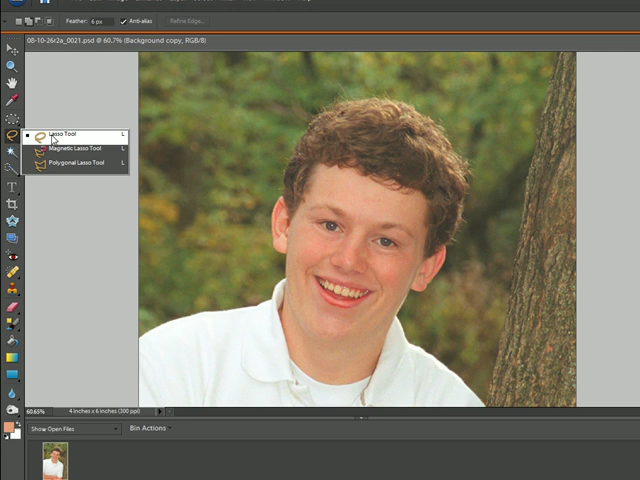 Feather: 6 px
Anti-alias
Refine Edge...
08-10-26r2a_0021.psd @ 60.7% (Background copy, RGB/8)
Lasso Tool L
Magnetic Lasso Tool L
Polygonal Lasso Tool L
60.65% 4 inches x 6 inches (300 ppi)
Show Open Files
Bin Actions